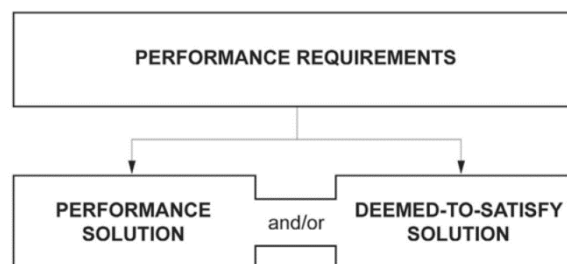 PERFORMANCE REQUIREMENTS
PERFORMANCE
SOLUTION
and/or
DEEMED-TO-SATISFY
SOLUTION